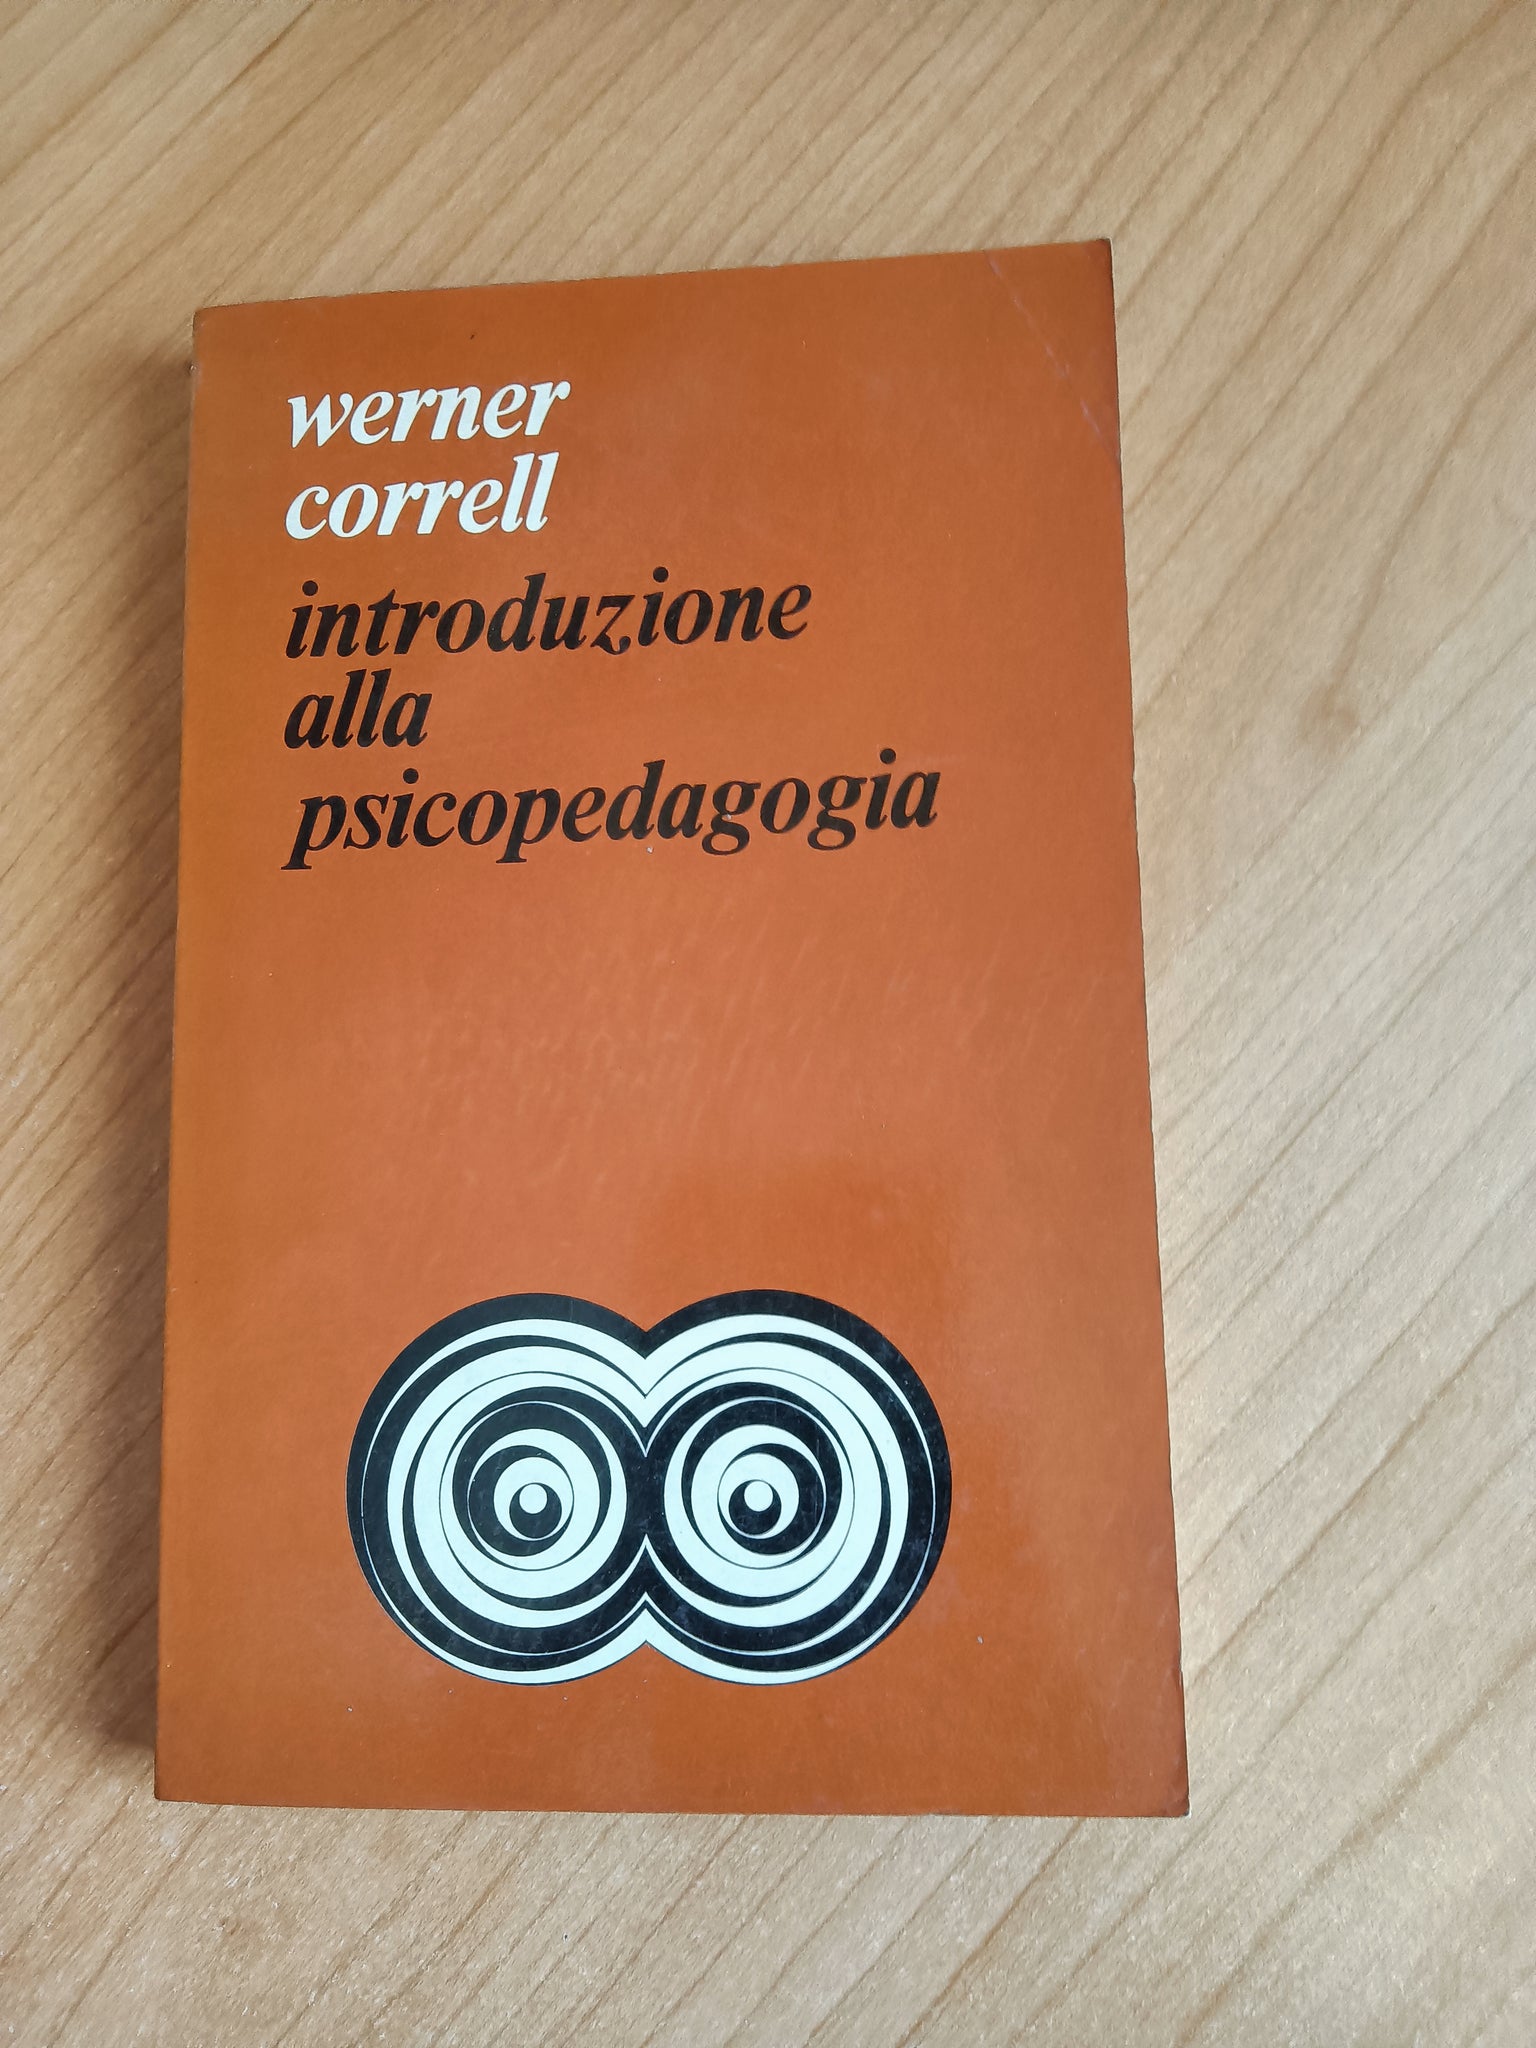 werner
correll
introduzione
alla
psicopedagogia